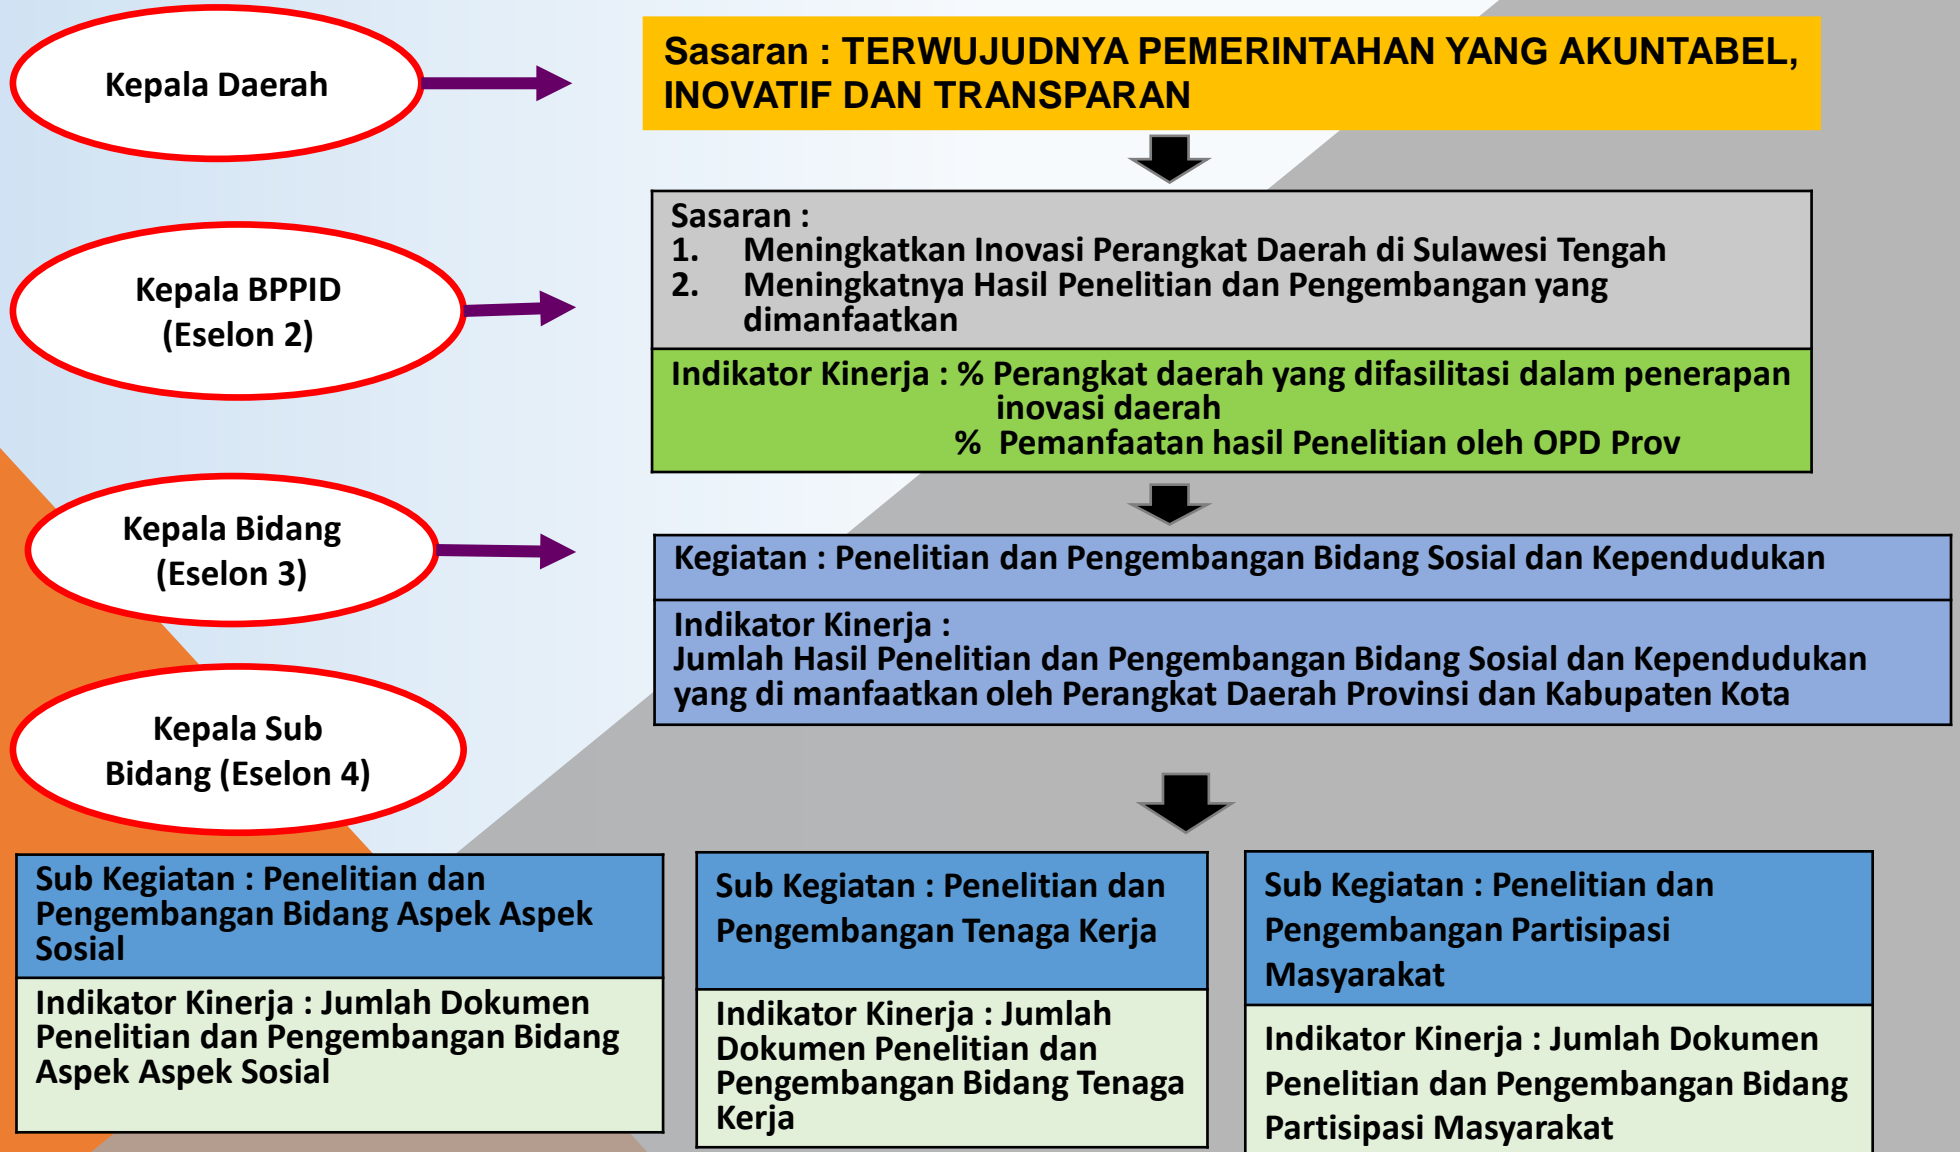 Kepala Daerah
Sasaran : TERWUJUDNYA PEMERINTAHAN YANG AKUNTABEL,
INOVATIF DAN TRANSPARAN
Kepala BPPID
(Eselon 2)
Sasaran :
1. Meningkatkan Inovasi Perangkat Daerah di Sulawesi Tengah
2. Meningkatnya Hasil Penelitian dan Pengembangan yang
dimanfaatkan
Indikator Kinerja : % Perangkat daerah yang difasilitasi dalam penerapan
inovasi daerah
% Pemanfaatan hasil Penelitian oleh OPD Prov
Kepala Bidang
(Eselon 3)
Kegiatan : Penelitian dan Pengembangan Bidang Sosial dan Kependudukan
Indikator Kinerja :
Jumlah Hasil Penelitian dan Pengembangan Bidang Sosial dan Kependudukan
yang di manfaatkan oleh Perangkat Daerah Provinsi dan Kabupaten Kota
Kepala Sub
Bidang (Eselon 4)
Sub Kegiatan : Penelitian dan
Pengembangan Bidang Aspek Aspek
Sosial
Indikator Kinerja : Jumlah Dokumen
Penelitian dan Pengembangan Bidang
Aspek Aspek Sosial
Sub Kegiatan : Penelitian dan
Pengembangan Tenaga Kerja
Indikator Kinerja : Jumlah
Dokumen Penelitian dan
Pengembangan Bidang Tenaga
Kerja
Sub Kegiatan : Penelitian dan
Pengembangan Partisipasi
Masyarakat
Indikator Kinerja : Jumlah Dokumen
Penelitian dan Pengembangan Bidang
Partisipasi Masyarakat